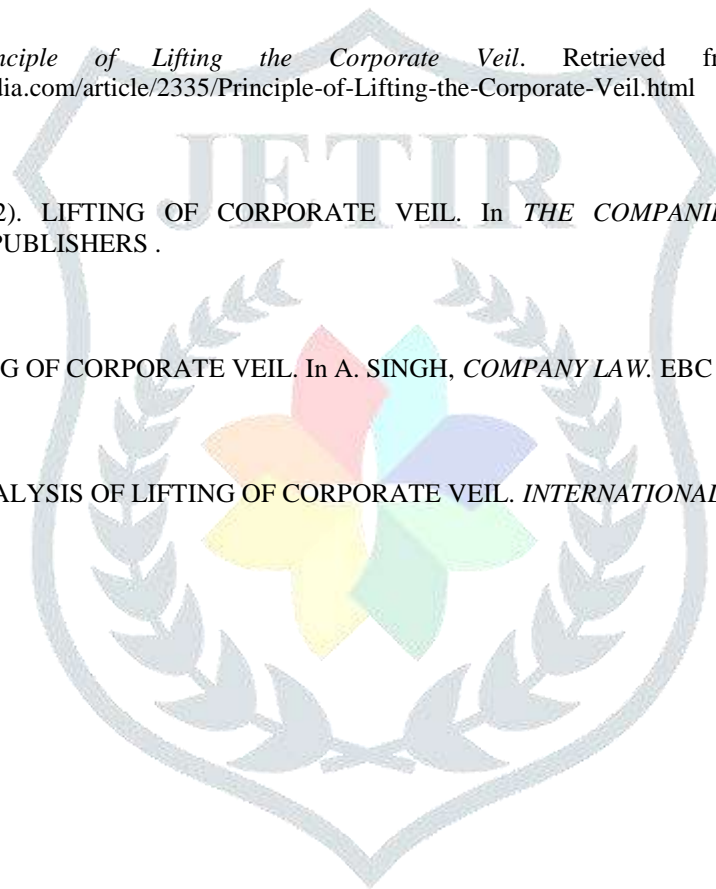 nciple of Lifting the Corporate Veil. Retrieved fr
dia.com/article/2335/Principle-of-Lifting-the-Corporate-Veil.html
JETIR
2). LIFTING OF CORPORATE VEIL. In THE COMPANIE
PUBLISHERS .
G OF CORPORATE VEIL. In A. SINGH, COMPANY LAW. EBC
ALYSIS OF LIFTING OF CORPORATE VEIL. INTERNATIONAL